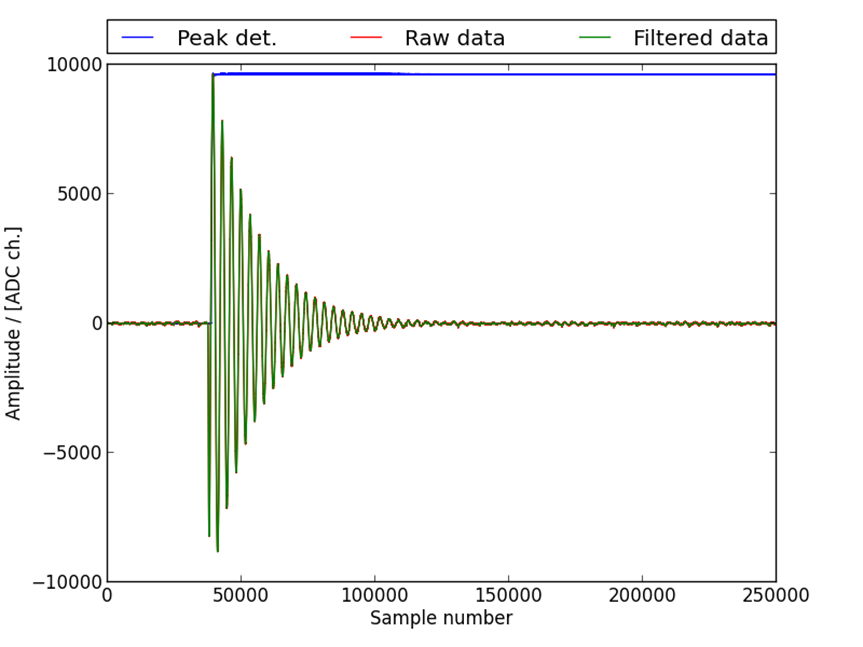 Peak det. Raw data Filtered data
10000
5000
0
−5000
−10000
Amplitude / [ADC ch.]
0 50000 100000 150000 200000 250000
Sample number